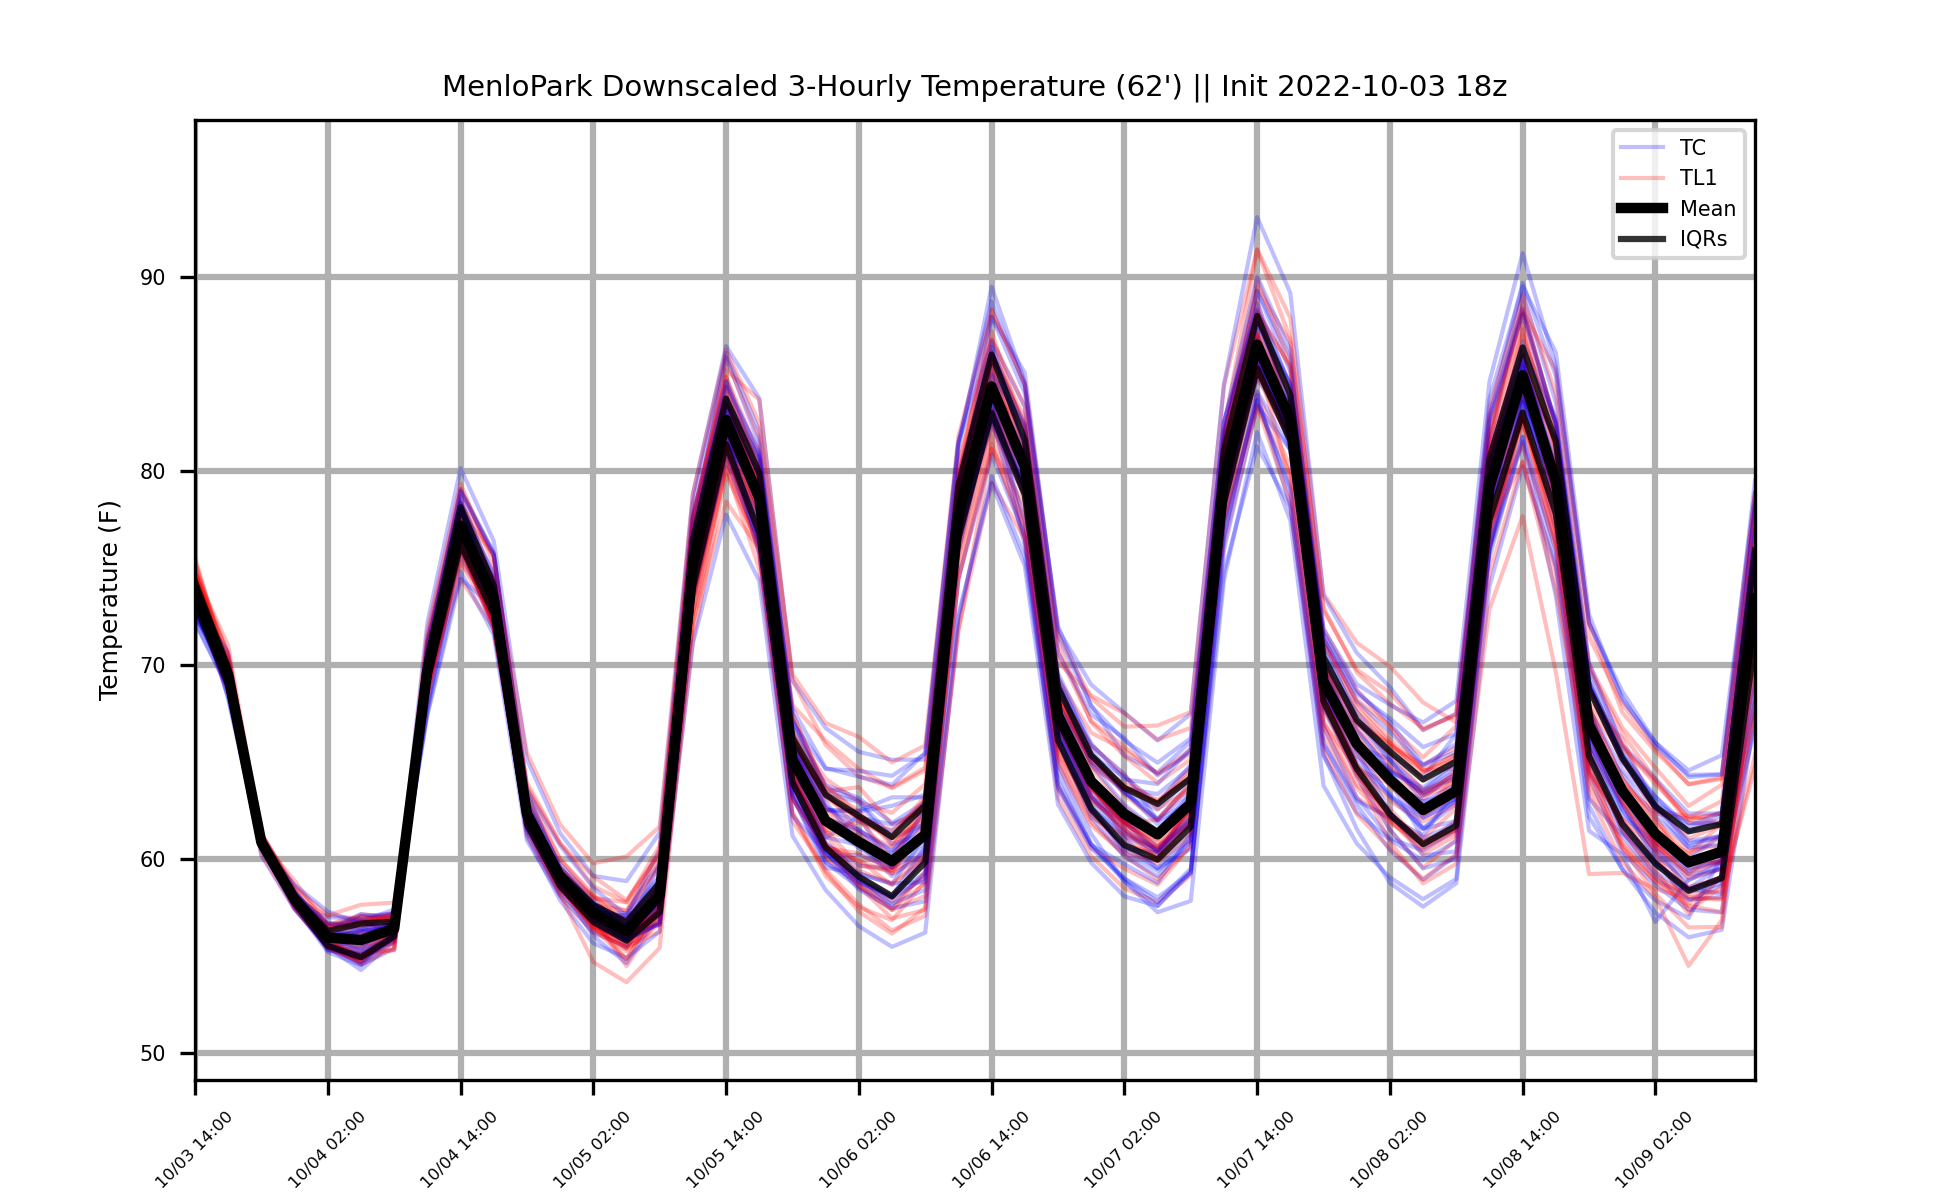 MenloPark Downscaled 3-Hourly Temperature (62') || Init 2022-10-03 18z
TC
TL1
Mean
IQRs
Temperature (F)
90
80
70
60
50
10/03 14:00
10/04 02:00
10/04 14:00
10/05 02:00
10/05 14:00
10/06 02:00
10/06 14:00
10/07 02:00
10/07 14:00
10/08 02:00
10/08 14:00
10/09 02:00